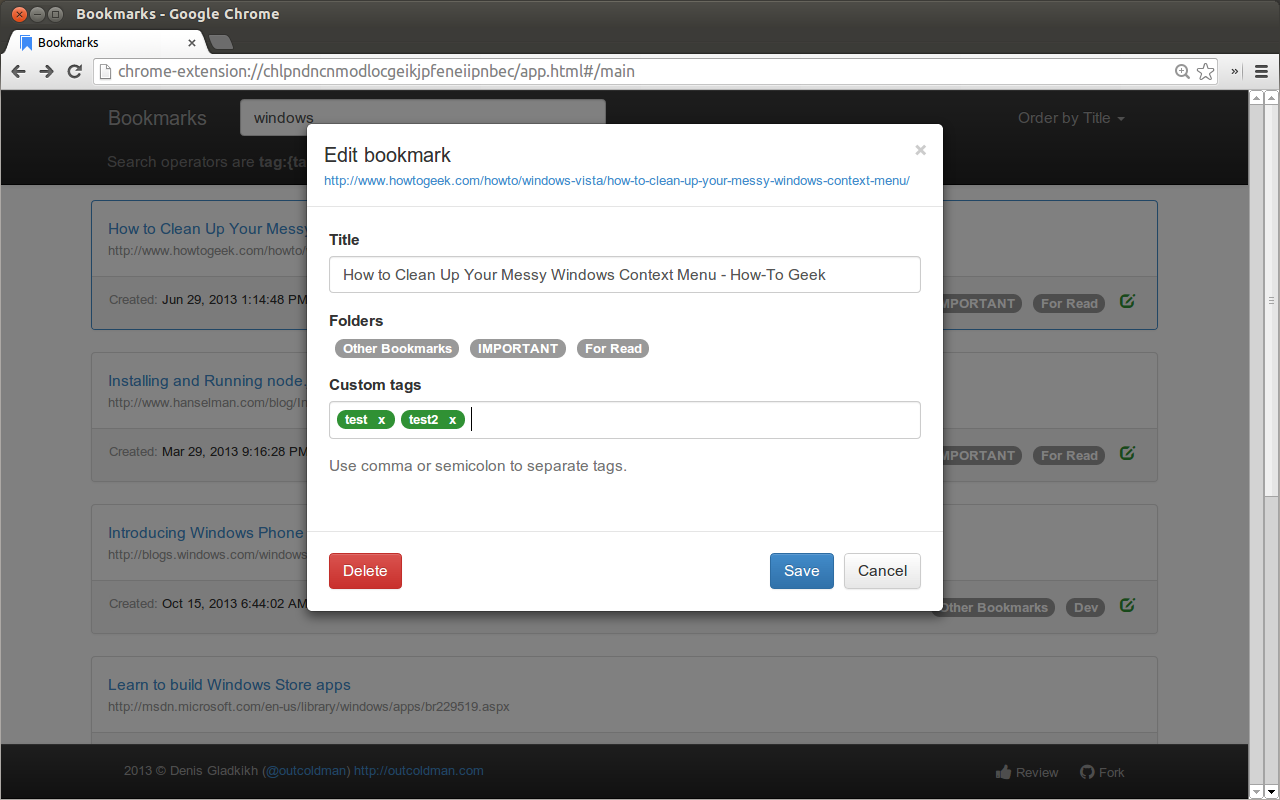 Bookmarks - Google Chrome
Bookmarks
chrome-extension://chlpndncnmodlocgeikjpfeneiipnbec/app.html#/main
Bookmarks
windows
Order by Title
Search operators are tag:{ta
Edit bookmark
http://www.howtogeek.com/howto/windows-vista/how-to-clean-up-your-messy-windows-context-menu/
Title
How to Clean Up Your Messy Windows Context Menu - How-To Geek
Folders
Other Bookmarks IMPORTANT For Read
Custom tags
test x test2 x
Use comma or semicolon to separate tags.
Delete Save Cancel
How to Clean Up Your Messy
http://www.howtogeek.com/howto/
Created: Jun 29, 2013 1:14:48 PM
MPORTANT For Read
Installing and Running node.
http://www.hanselman.com/blog/In
Created: Mar 29, 2013 9:16:28 PM
MPORTANT For Read
Introducing Windows Phone
http://blogs.windows.com/windows
Created: Oct 15, 2013 6:44:02 AM
Other Bookmarks Dev
Learn to build Windows Store apps
http://msdn.microsoft.com/en-us/library/windows/apps/br229519.aspx
2013 © Denis Gladkikh (@outcoldman) http://outcoldman.com
Review Fork